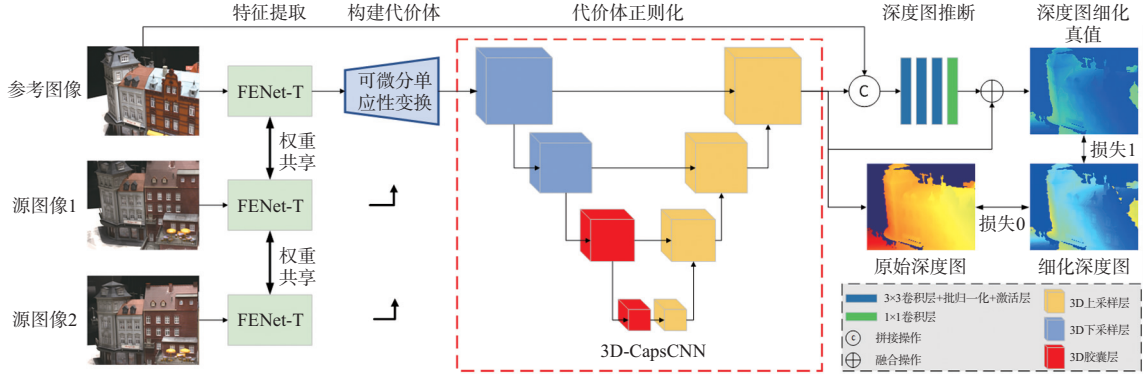 特征提取
构建代价体
代价体正则化
深度图推断
深度图细化
真值
参考图像
FENet-T
可微分单
应性变换
C
权重
共享
源图像1
FENet-T
损失1
损失0
权重
共享
原始深度图
细化深度图
源图像2
FENet-T
3D-CapsCNN
3×3卷积层+批归一化+激活层
1×1卷积层
C
拼接操作
融合操作
3D上采样层
3D下采样层
3D胶囊层